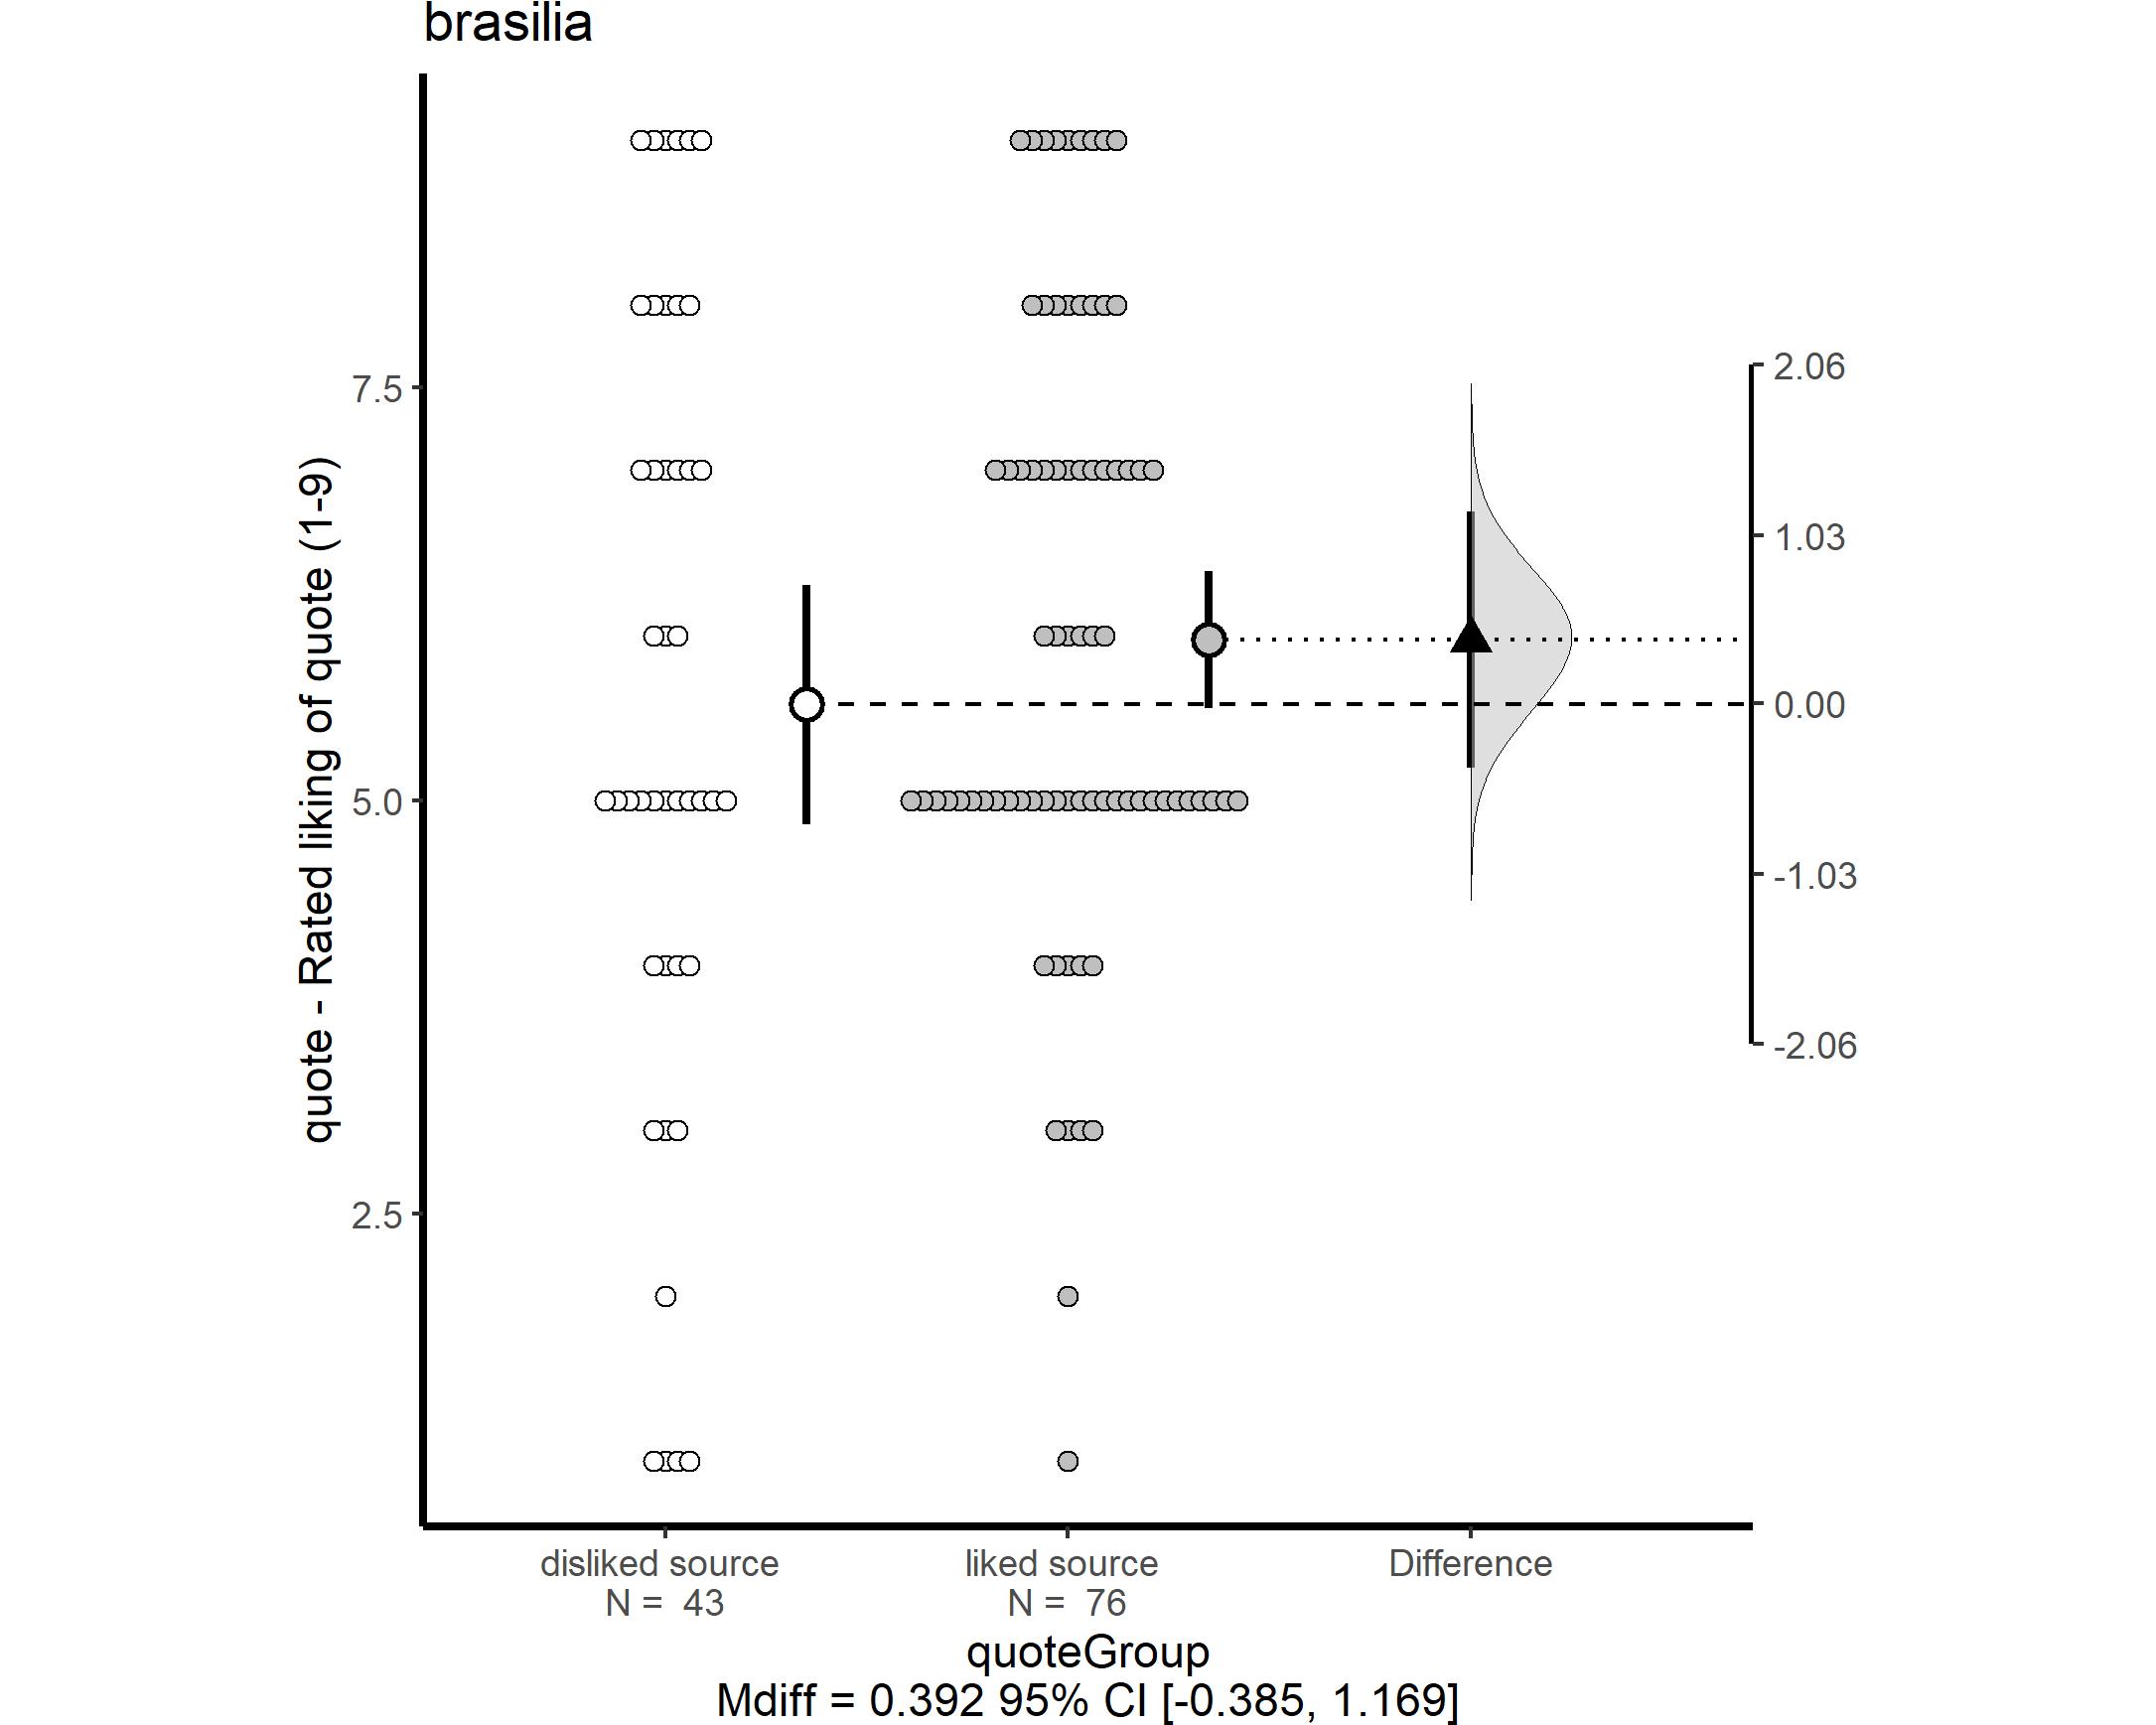 brasilia
quote - Rated liking of quote (1-9)
7.5
5.0
2.5
2.06
1.03
0.00
-1.03
-2.06
disliked source
N =  43
liked source
N =  76
Difference
quoteGroup
Mdiff = 0.392 95% CI [-0.385, 1.169]